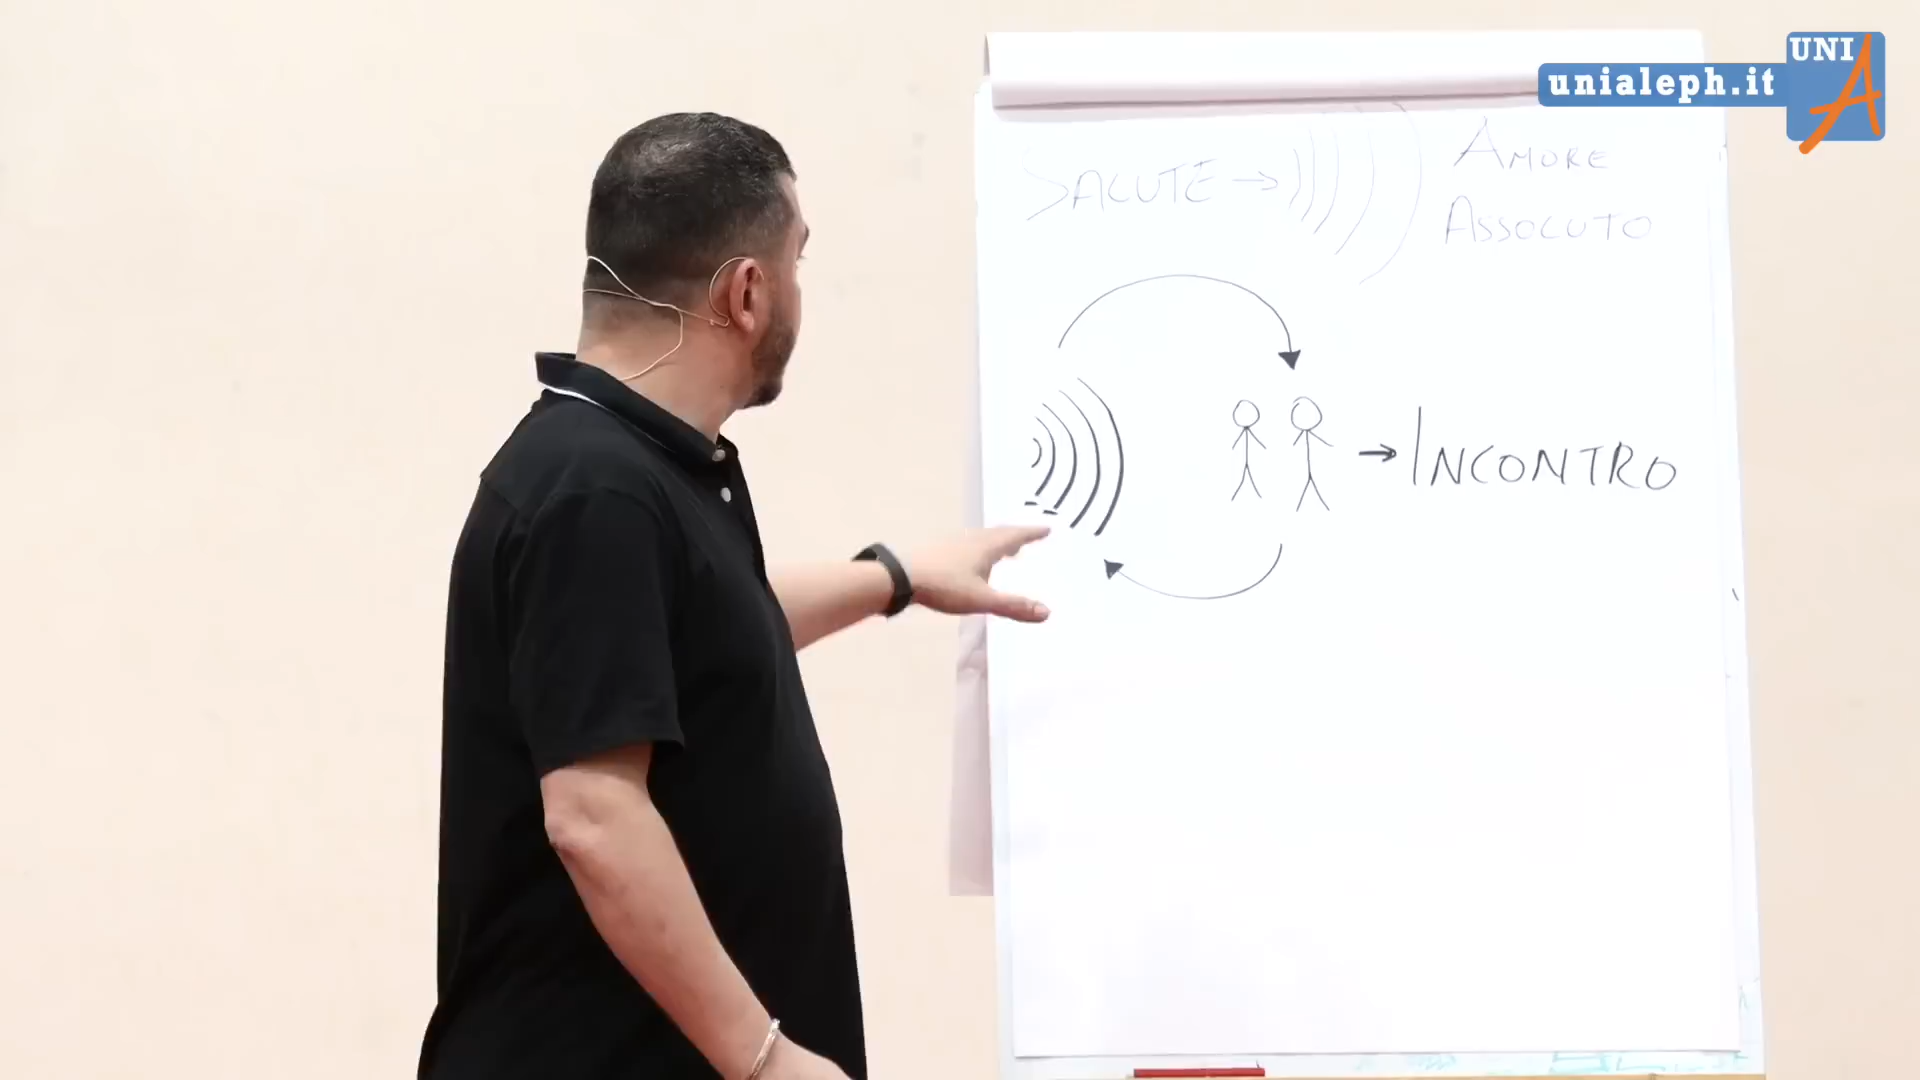 UNI
unialeph.it
SALUTE → AMORE
ASSOLUTO
→ INCONTRO